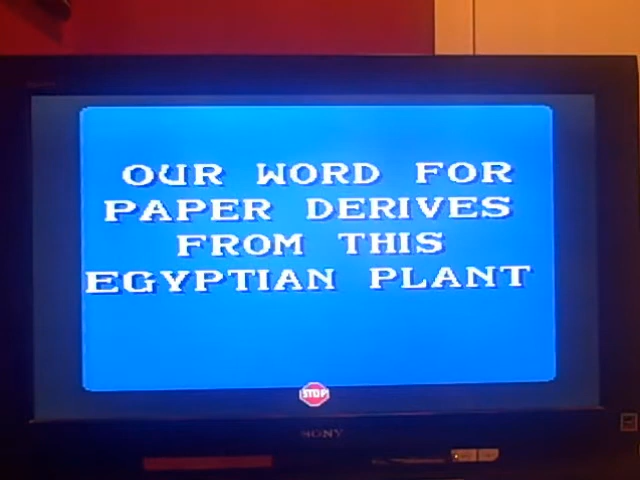 OUR WORD FOR
PAPER DERIVES
FROM THIS
EGYPTIAN PLANT
STOP
SONY